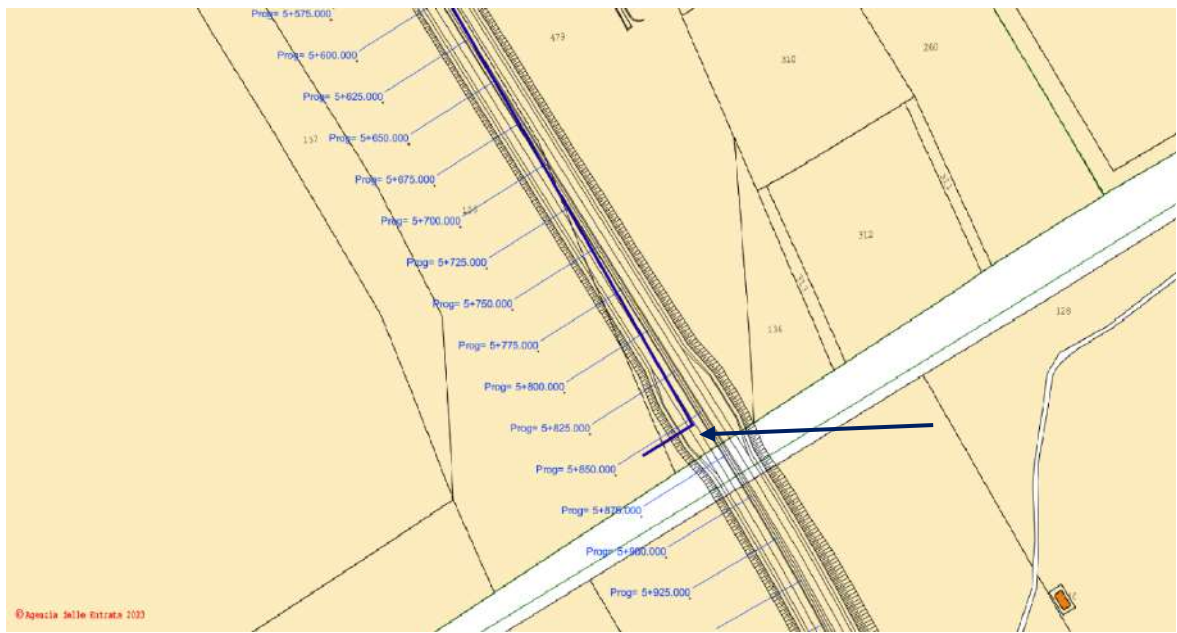 Prog= 5+575.000
479
260
310
Prog= 5+600.000
Prog= 5+625.000
137
Prog= 5+650.000
Prog= 5+675.000
Prog= 5+700.000
312
Prog= 5+725.000
Prog= 5+750.000
128
136
Prog= 5+775.000
Prog= 5+800.000
Prog= 5+825.000
Prog= 5+850.000
Prog= 5+875.000
Prog= 5+900.000
Prog= 5+925.000
© Agenzia delle Entrate 2023